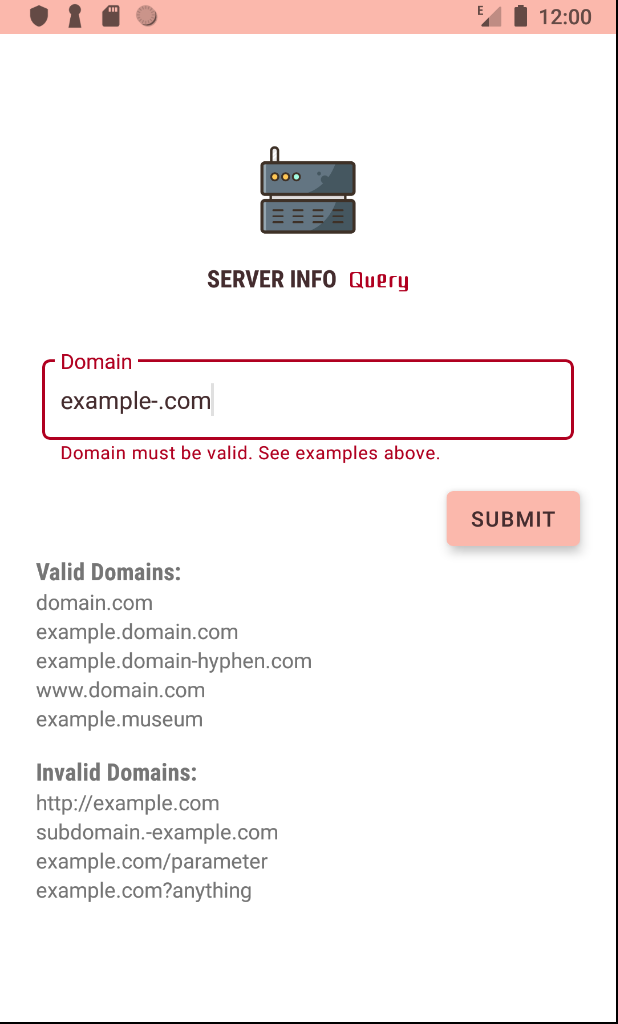 E 12:00
SERVER INFO Query
Domain
example-.com
Domain must be valid. See examples above.
SUBMIT
Valid Domains:
domain.com
example.domain.com
example.domain-hyphen.com
www.domain.com
example.museum
Invalid Domains:
http://example.com
subdomain.-example.com
example.com/parameter
example.com?anything